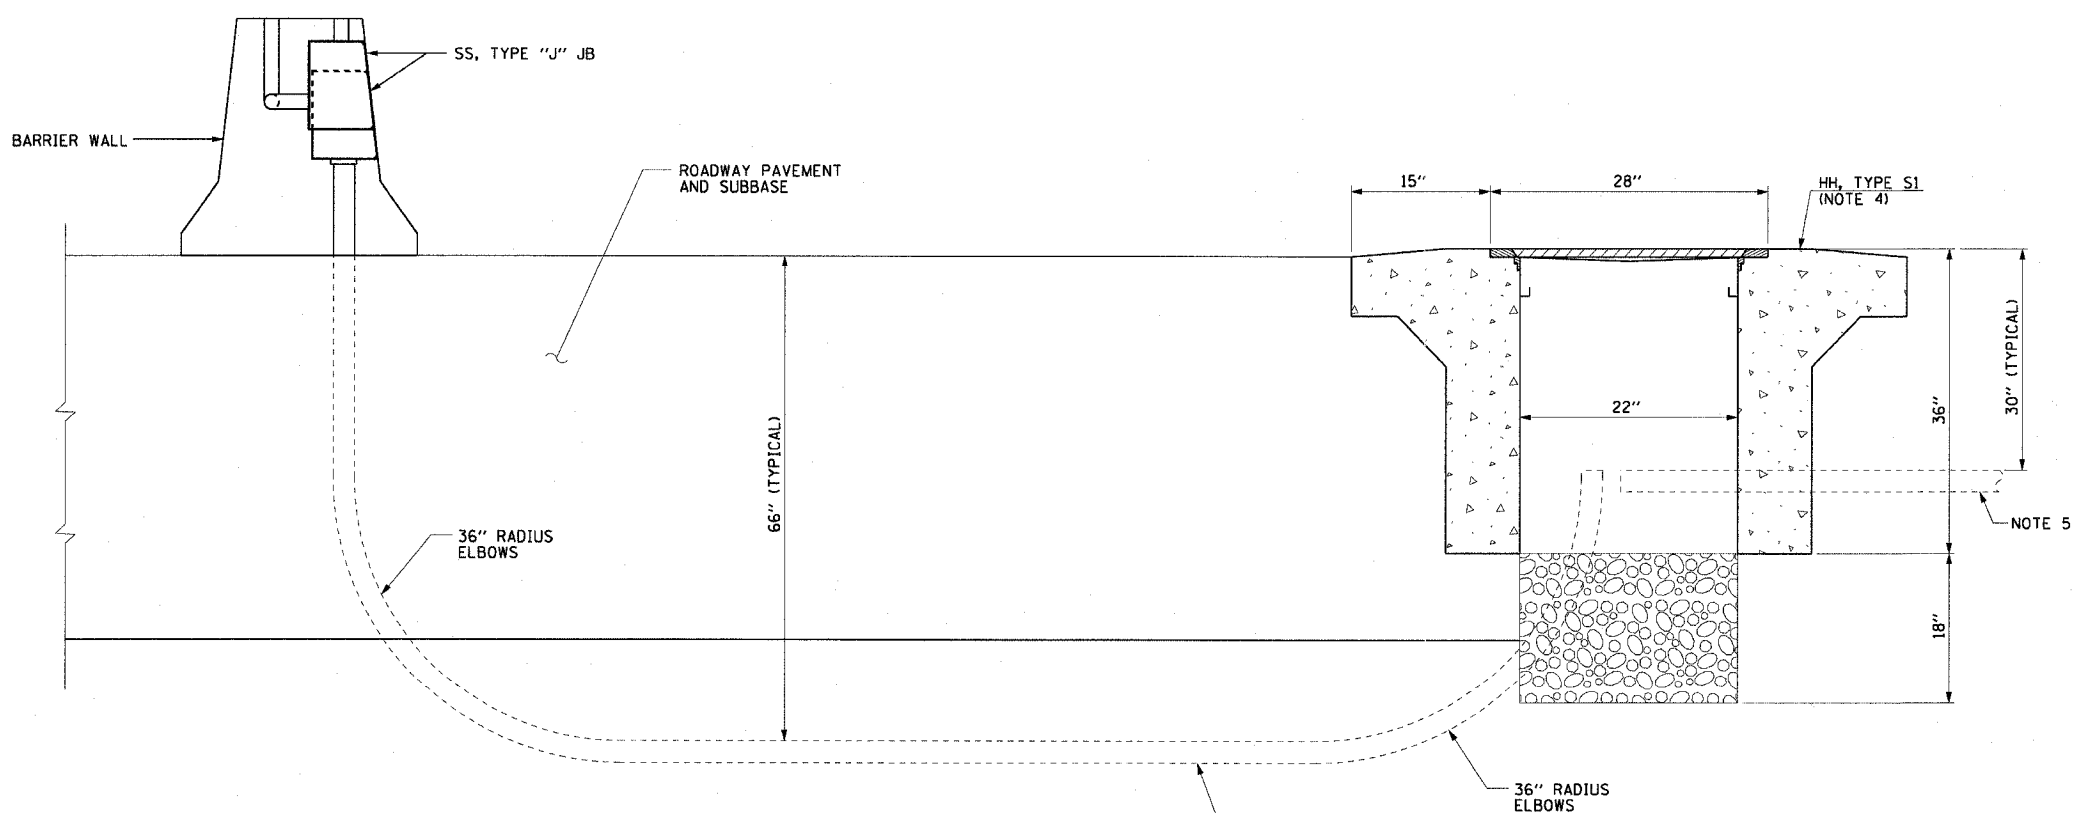 SS, TYPE "J" JB
BARRIER WALL
ROADWAY PAVEMENT
AND SUBBASE
15"
28"
HH, TYPE S1
(NOTE 4)
30" (TYPICAL)
36"
22"
66" (TYPICAL)
NOTE 5
36" RADIUS
ELBOWS
18"
36" RADIUS
ELBOWS